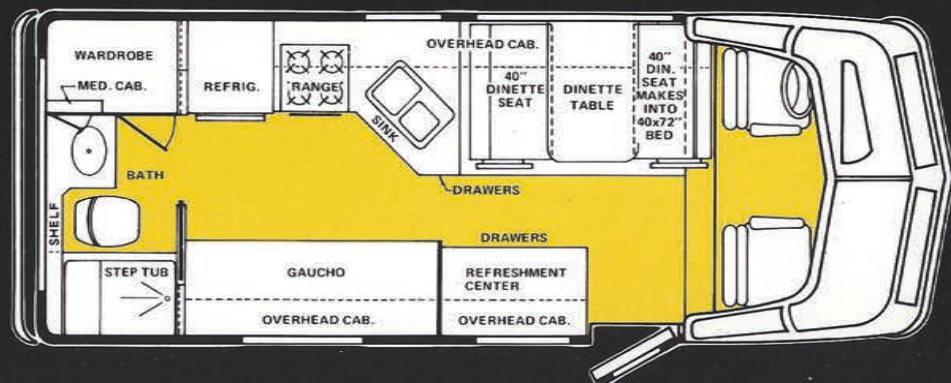 WARDROBE
MED. CAB.
REFRIG.
RANGE
SINK
OVERHEAD CAB.
40"
DINETTE
SEAT
DINETTE
TABLE
40"
DIN.
SEAT
MAKES
INTO
40x72"
BED
BATH
SHELF
DRAWERS
DRAWERS
STEP TUB
GAUCHO
OVERHEAD CAB.
REFRESHMENT
CENTER
OVERHEAD CAB.